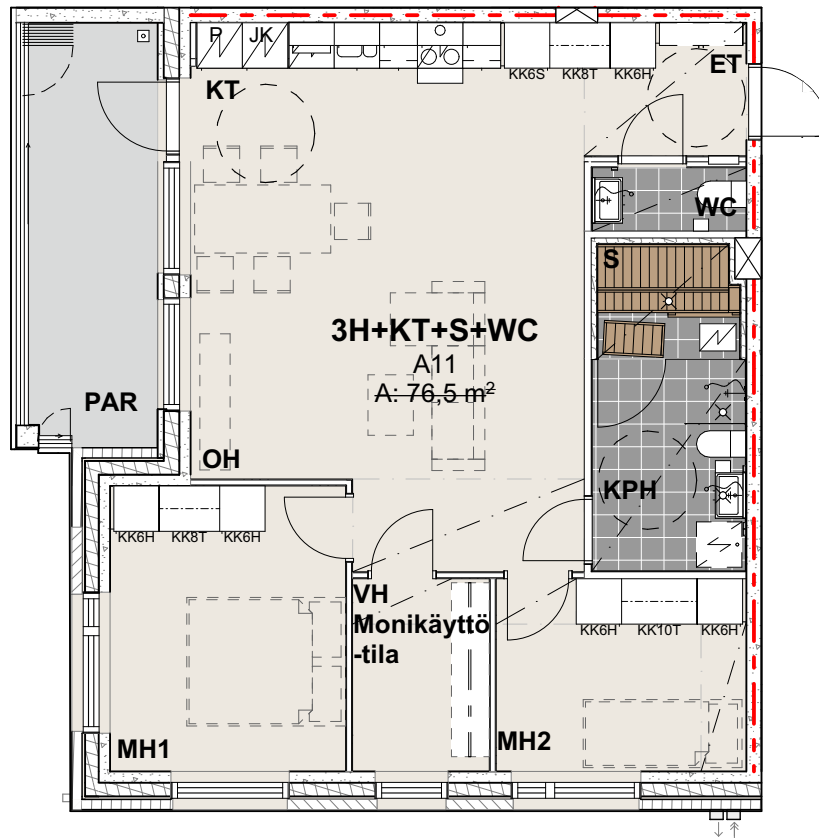 P JK
KT
KK6S KK8T KK6H
ET
WC
S
3H+KT+S+WC
A11
A: 76,5 m²
PAR
OH
KPH
KK6H KK8T KK6H
VH
Monikäyttö
-tila
KK6H KK10T KK6H
MH1
MH2